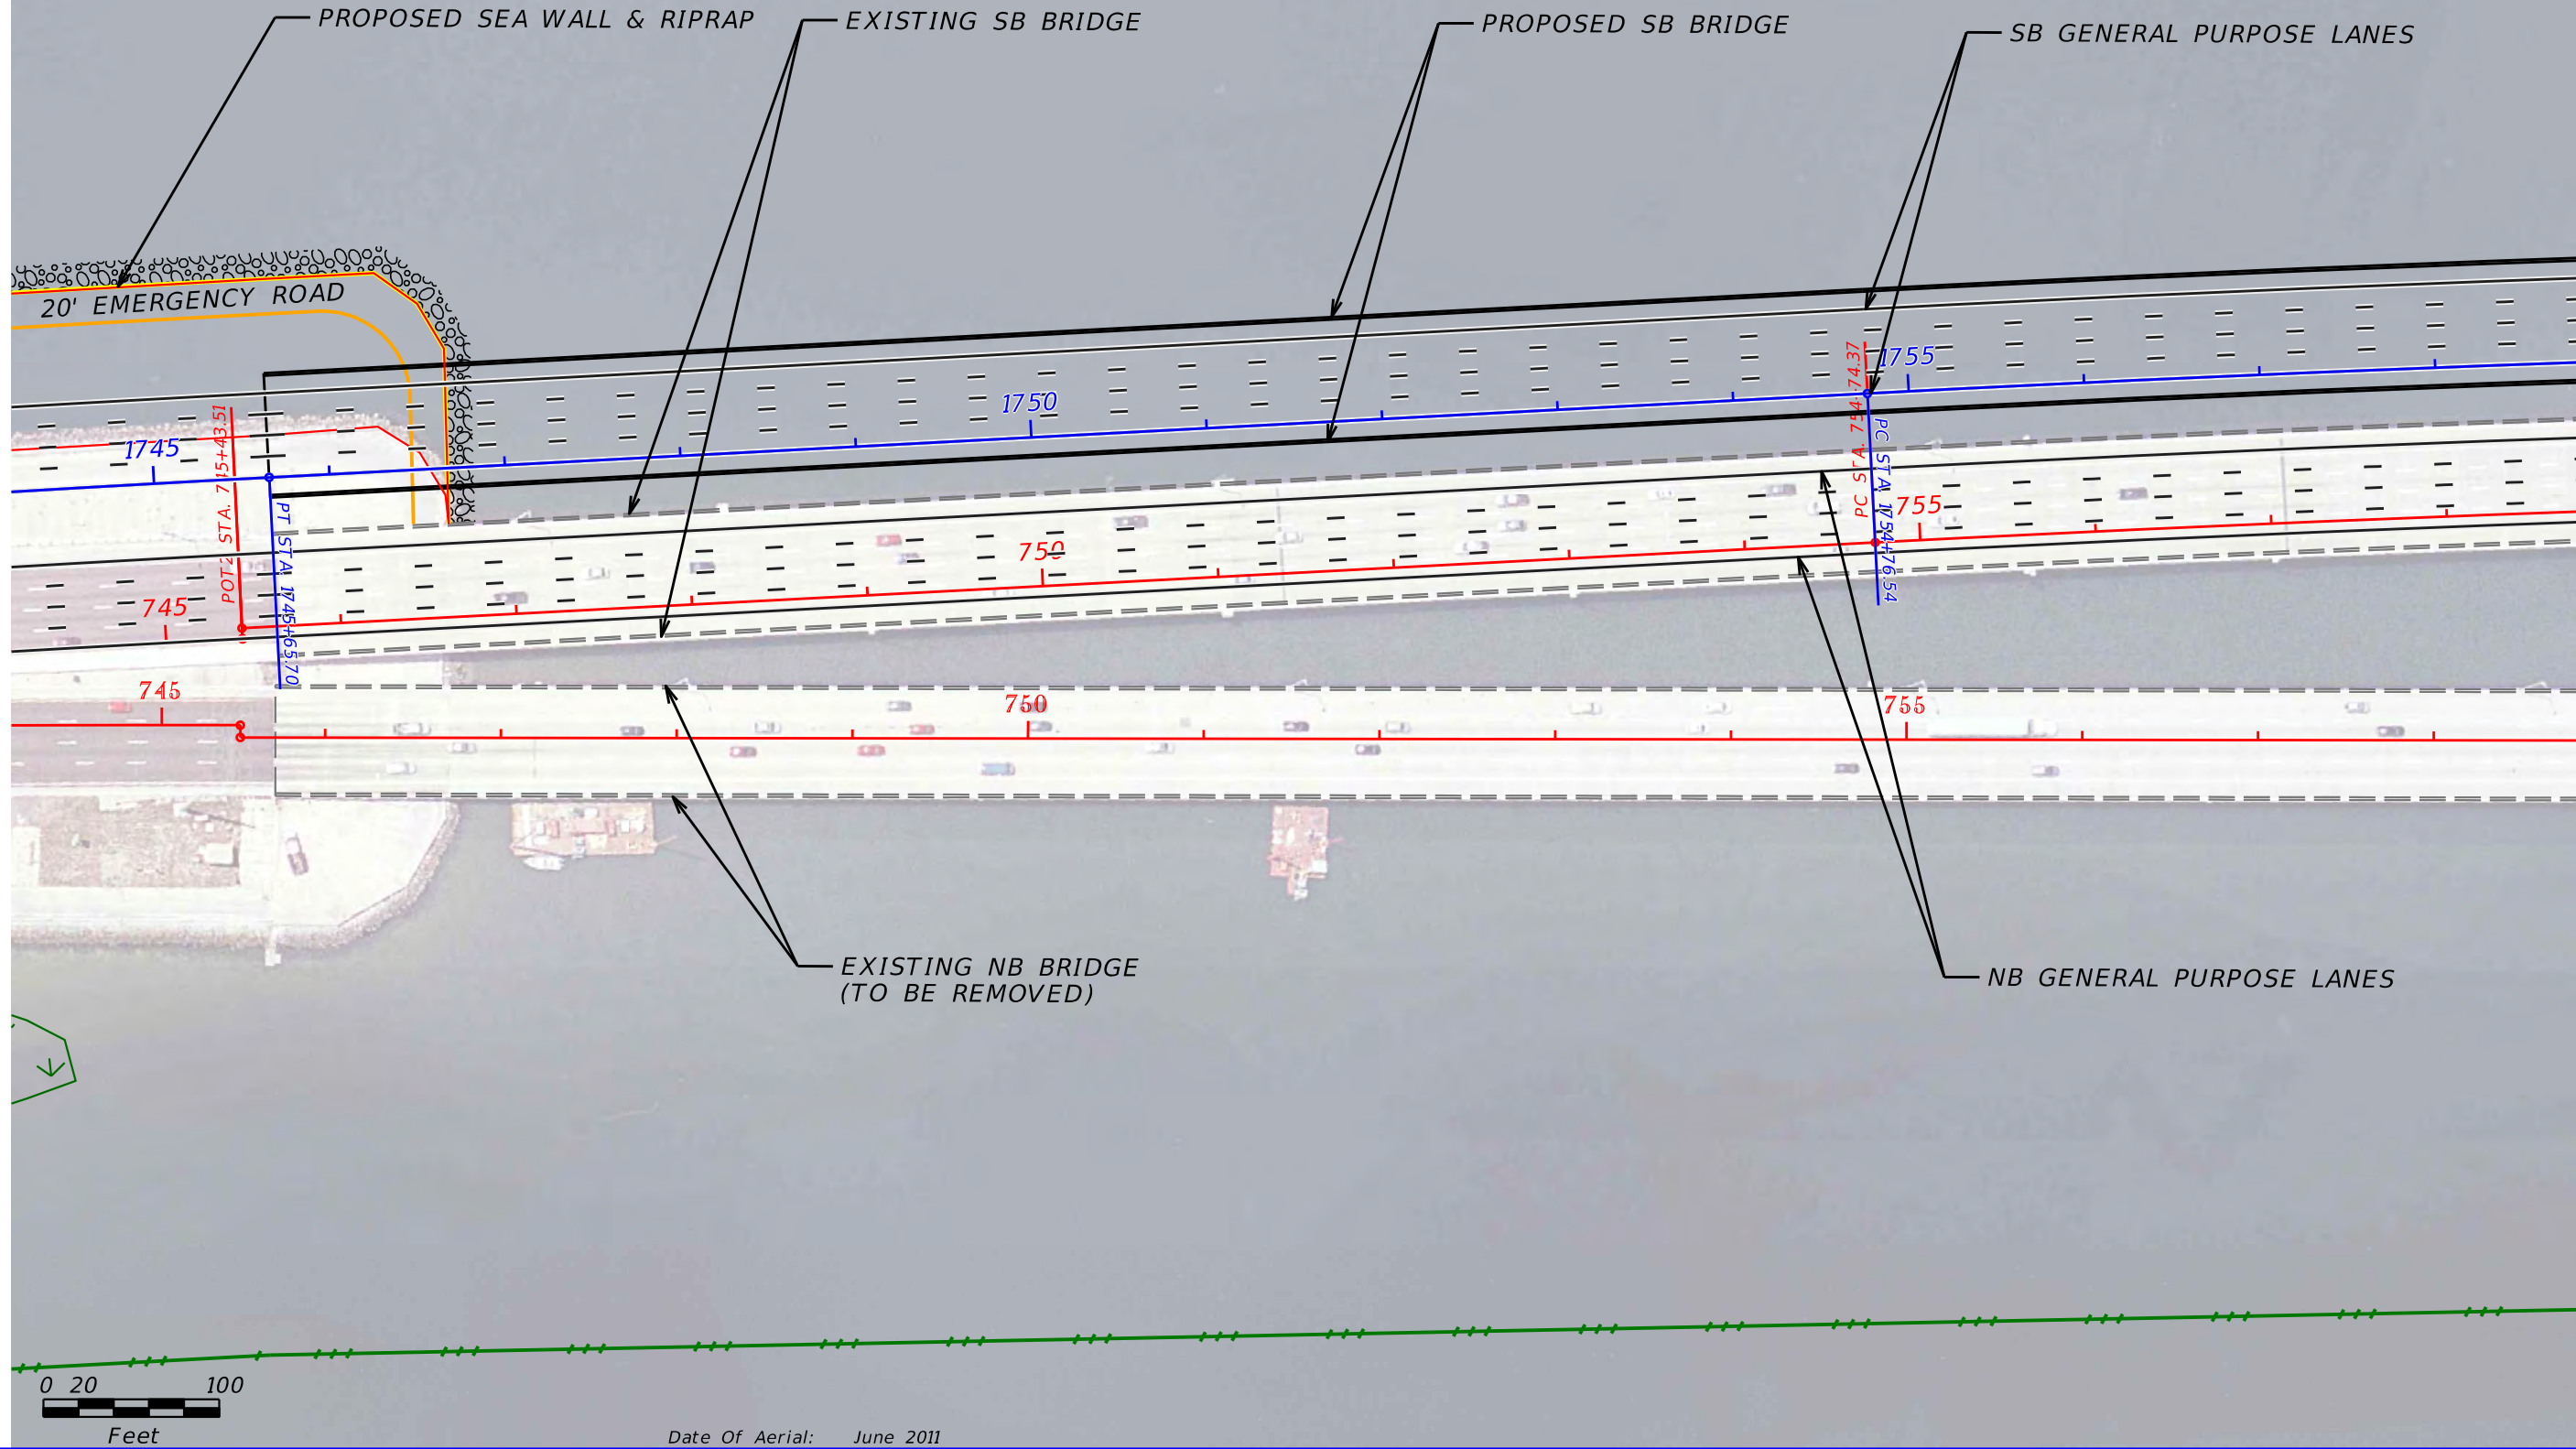 PROPOSED SEA WALL & RIPRAP
EXISTING SB BRIDGE
PROPOSED SB BRIDGE
SB GENERAL PURPOSE LANES
20' EMERGENCY ROAD
1745
1750
1755
POT2 STA. 745+43.51
PT STA. 1745+65.70
PC STA. 754+74.37
PC STA. 1754+76.54
745
750
755
745
750
755
EXISTING NB BRIDGE
(TO BE REMOVED)
NB GENERAL PURPOSE LANES
0 20 100
Feet
Date Of Aerial: June 2011